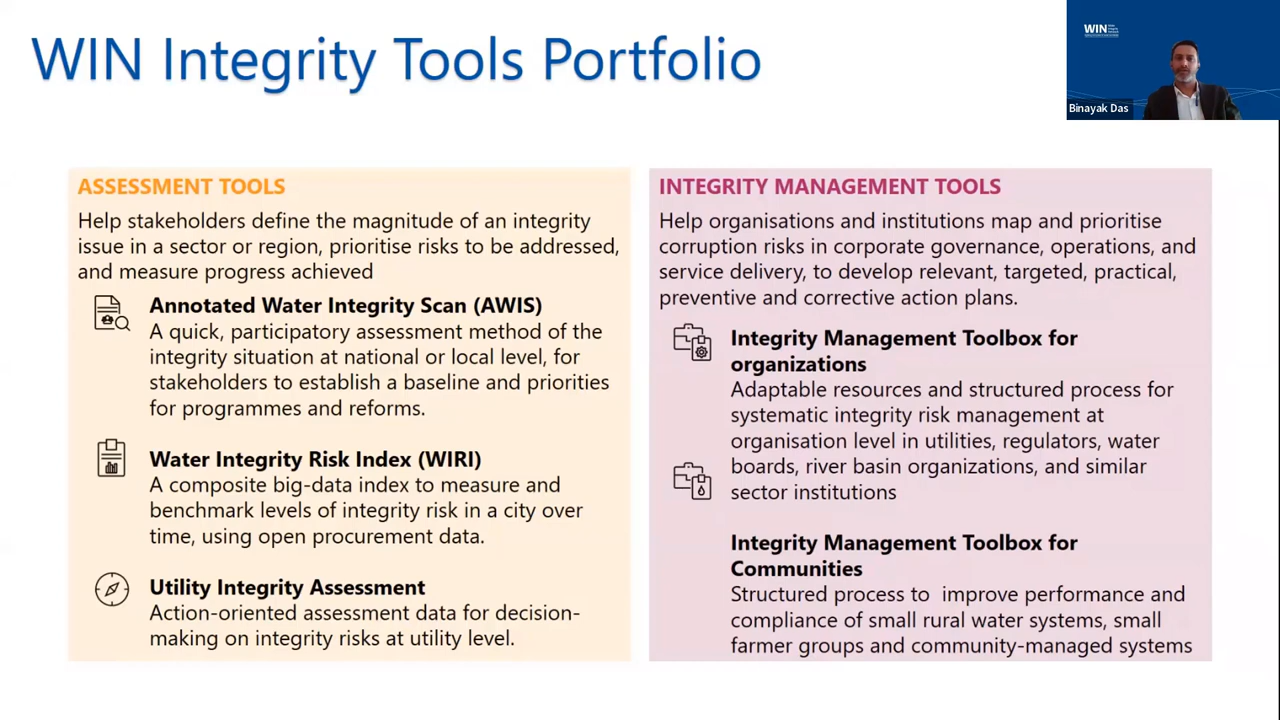 WIN Integrity Tools Portfolio
WIN
Binayak Das
ASSESSMENT TOOLS
Help stakeholders define the magnitude of an integrity
issue in a sector or region, prioritise risks to be addressed,
and measure progress achieved
Annotated Water Integrity Scan (AWIS)
A quick, participatory assessment method of the
integrity situation at national or local level, for
stakeholders to establish a baseline and priorities
for programmes and reforms.
Water Integrity Risk Index (WIRI)
A composite big-data index to measure and
benchmark levels of integrity risk in a city over
time, using open procurement data.
Utility Integrity Assessment
Action-oriented assessment data for decision-
making on integrity risks at utility level.
INTEGRITY MANAGEMENT TOOLS
Help organisations and institutions map and prioritise
corruption risks in corporate governance, operations, and
service delivery, to develop relevant, targeted, practical,
preventive and corrective action plans.
Integrity Management Toolbox for
organizations
Adaptable resources and structured process for
systematic integrity risk management at
organisation level in utilities, regulators, water
boards, river basin organizations, and similar
sector institutions
Integrity Management Toolbox for
Communities
Structured process to  improve performance and
compliance of small rural water systems, small
farmer groups and community-managed systems